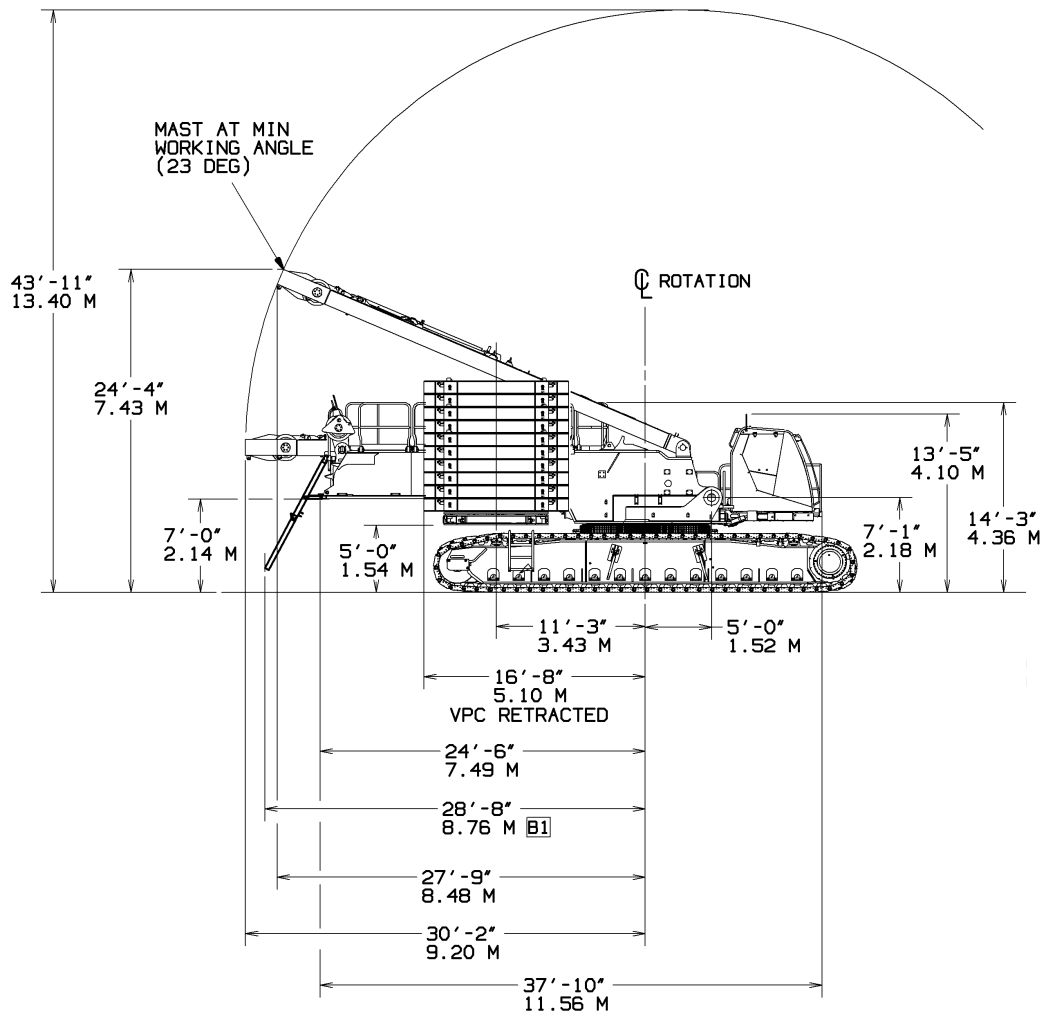 MAST AT MIN
WORKING ANGLE
(23 DEG)
43'-11"
13.40 M
℄ ROTATION
24'-4"
7.43 M
13'-5"
4.10 M
14'-3"
4.36 M
7'-0"
2.14 M
5'-0"
1.54 M
7'-1"
2.18 M
11'-3"
3.43 M
5'-0"
1.52 M
16'-8"
5.10 M
VPC RETRACTED
24'-6"
7.49 M
28'-8"
8.76 M B1
27'-9"
8.48 M
30'-2"
9.20 M
37'-10"
11.56 M